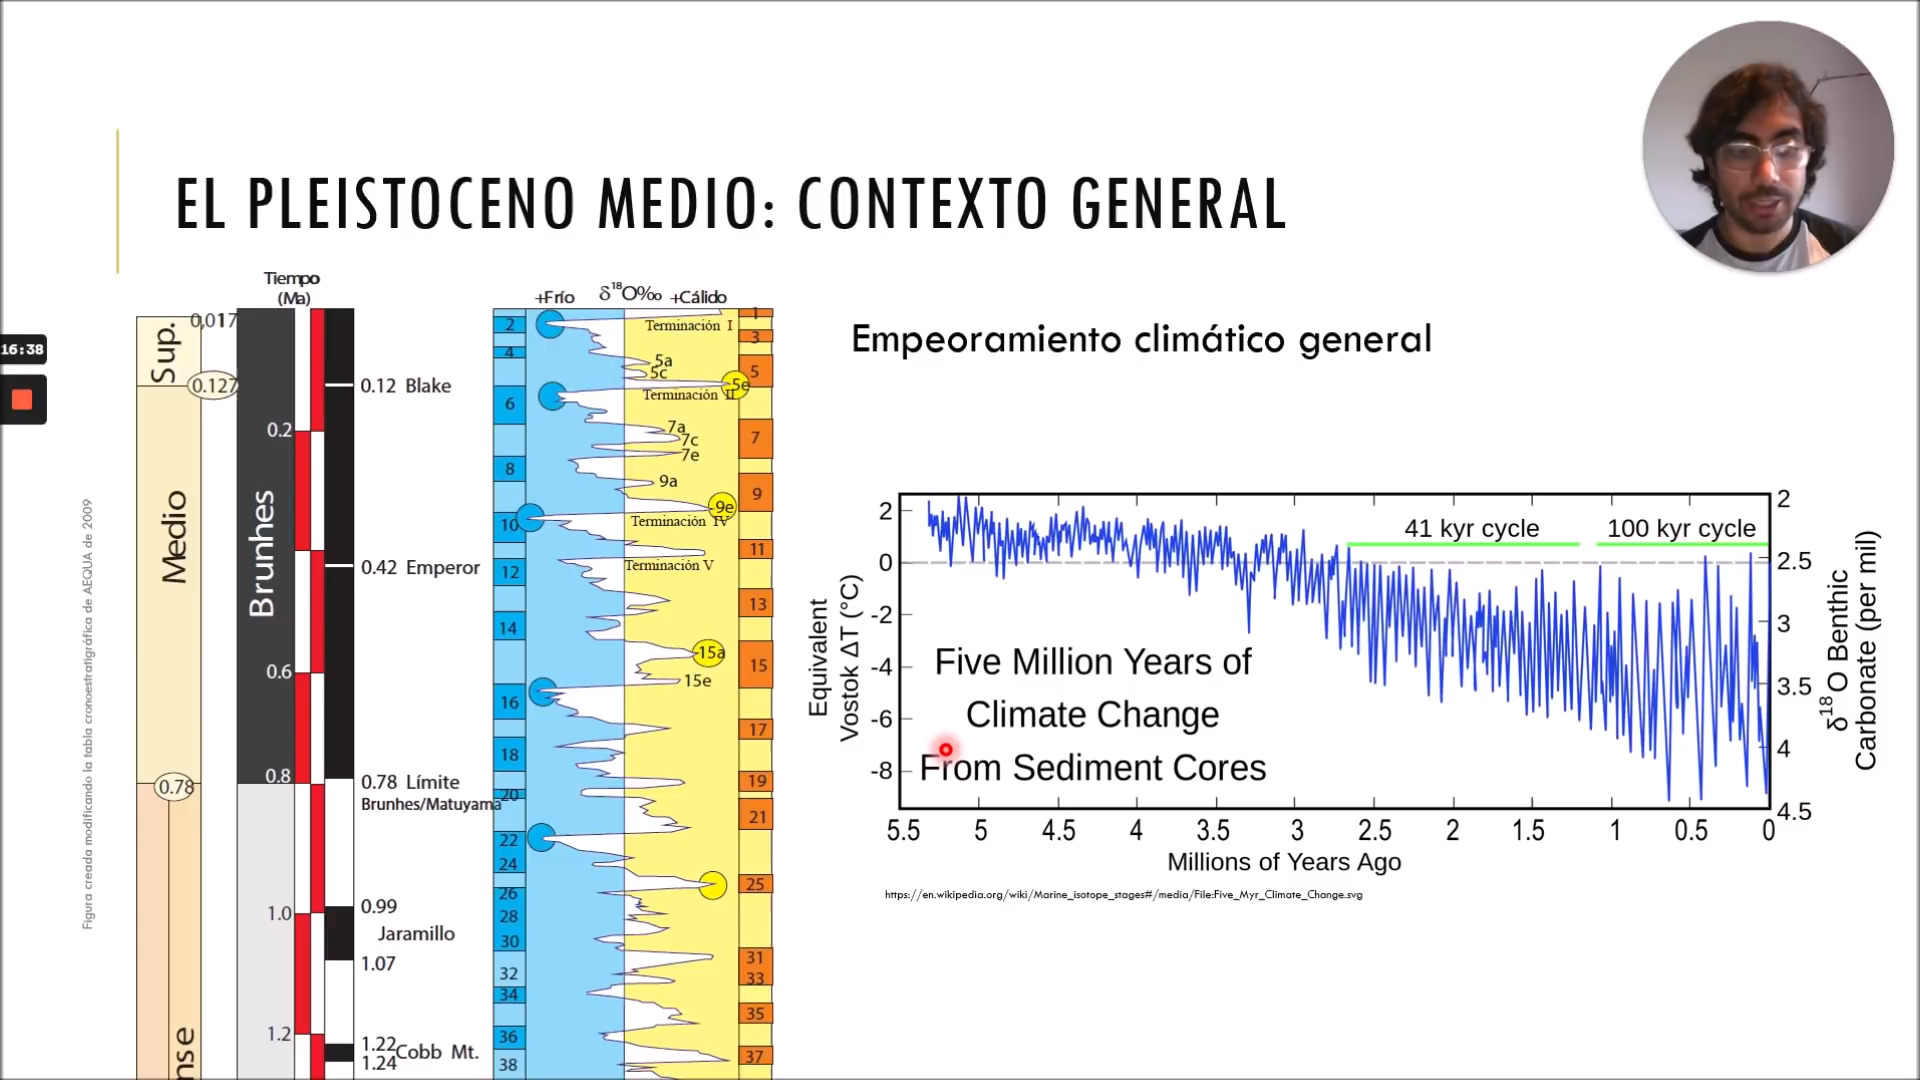 EL PLEISTOCENO MEDIO: CONTEXTO GENERAL
16:38
Figura creada modificando la tabla cronoestratigráfica de AEQUA de 2009
Sup.
Medio
nse
0,017
0.127
0.78
Tiempo
(Ma)
Brunhes
0.2
0.6
0.8
1.0
1.2
0.12 Blake
0.42 Emperor
0.78 Límite
Brunhes/Matuyama
0.99
Jaramillo
1.07
1.22
Cobb Mt.
1.24
+Frío
δ¹⁸O‰
+Cálido
2
4
6
8
10
12
14
16
18
20
22
24
26
28
30
32
34
36
38
Terminación I
5a
5c
5e
Terminación II
7a
7c
7e
9a
9e
Terminación IV
Terminación V
15a
15e
1
3
5
7
9
11
13
15
17
19
21
25
31
33
35
37
Empeoramiento climático general
41 kyr cycle
100 kyr cycle
Equivalent
Vostok ΔT (°C)
2
0
-2
-4
-6
-8
Five Million Years of
Climate Change
From Sediment Cores
2
2.5
3
3.5
4
4.5
δ¹⁸O Benthic
Carbonate (per mil)
5.5 5 4.5 4 3.5 3 2.5 2 1.5 1 0.5 0
Millions of Years Ago
https://en.wikipedia.org/wiki/Marine_isotope_stages#/media/File:Five_Myr_Climate_Change.svg